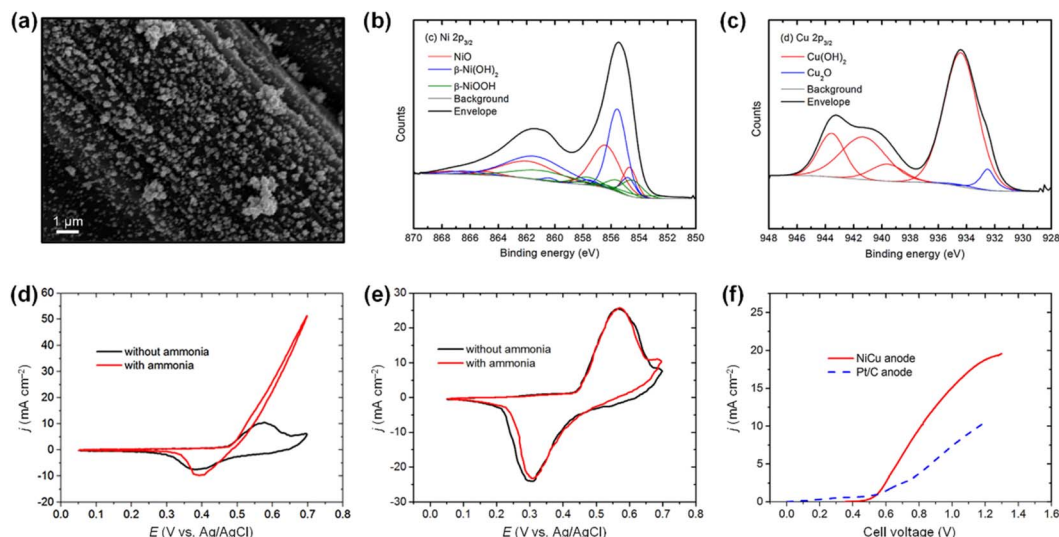 (a)
1 µm
(b)
(c) Ni 2p3/2
NiO
β-Ni(OH)2
β-NiOOH
Background
Envelope
Counts
870 868 866 864 862 860 858 856 854 852 850
Binding energy (eV)
(c)
(d) Cu 2p3/2
Cu(OH)2
Cu2O
Background
Envelope
Counts
948 946 944 942 940 938 936 934 932 930 928
Binding energy (eV)
(d)
60
50
40
30
20
10
0
-10
-20
j (mA cm−2)
without ammonia
with ammonia
0.0 0.1 0.2 0.3 0.4 0.5 0.6 0.7 0.8
E (V vs. Ag/AgCl)
(e)
30
20
10
0
-10
-20
-30
j (mA cm−2)
without ammonia
with ammonia
0.0 0.1 0.2 0.3 0.4 0.5 0.6 0.7 0.8
E (V vs. Ag/AgCl)
(f)
25
20
15
10
5
0
j (mA cm−2)
NiCu anode
Pt/C anode
0.0 0.2 0.4 0.6 0.8 1.0 1.2 1.4 1.6
Cell voltage (V)